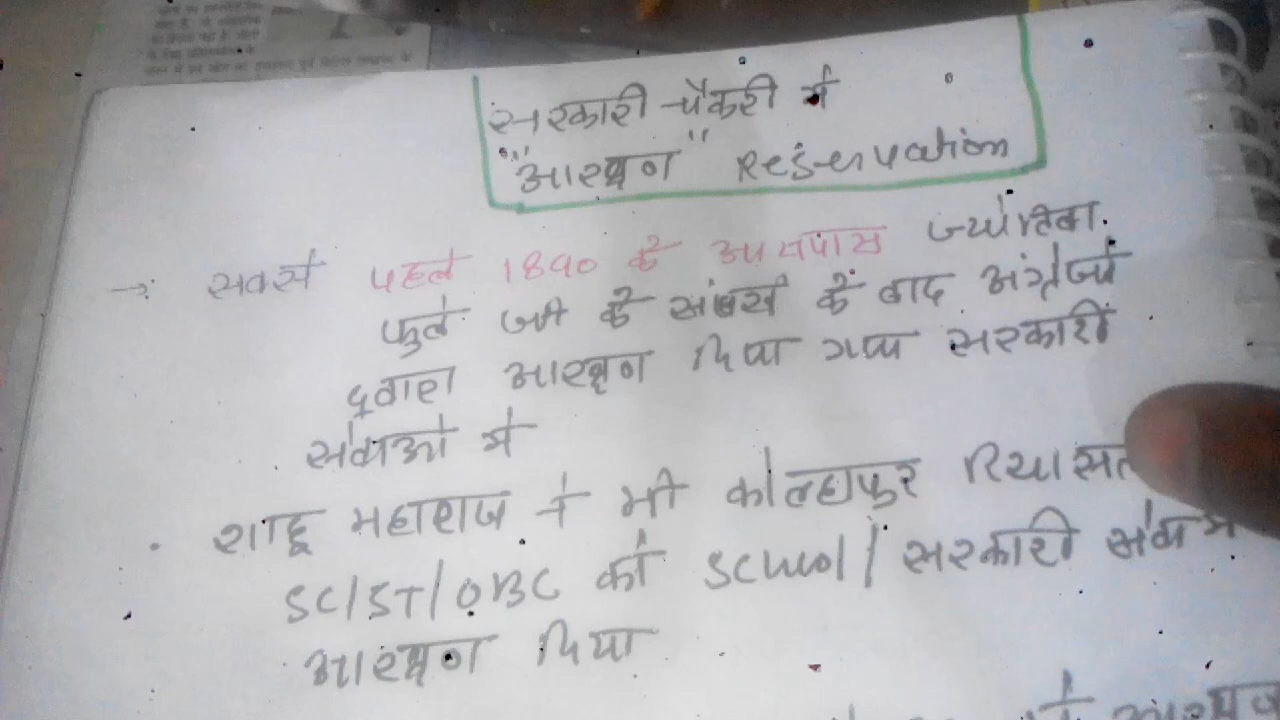 सरकारी नौकरी में
"आरक्षण" Reservation
→ सबसे पहले 1890 के आसपास ज्योतिबा.
फुले जी के संघर्ष के बाद अंग्रेजो
द्वारा आरक्षण दिया गया सरकारी
संस्थाओ में
. शाहू महाराज ने भी कोल्हापुर रियासत
SC/ST/OBC को School/सरकारी संस्था में
आरक्षण दिया